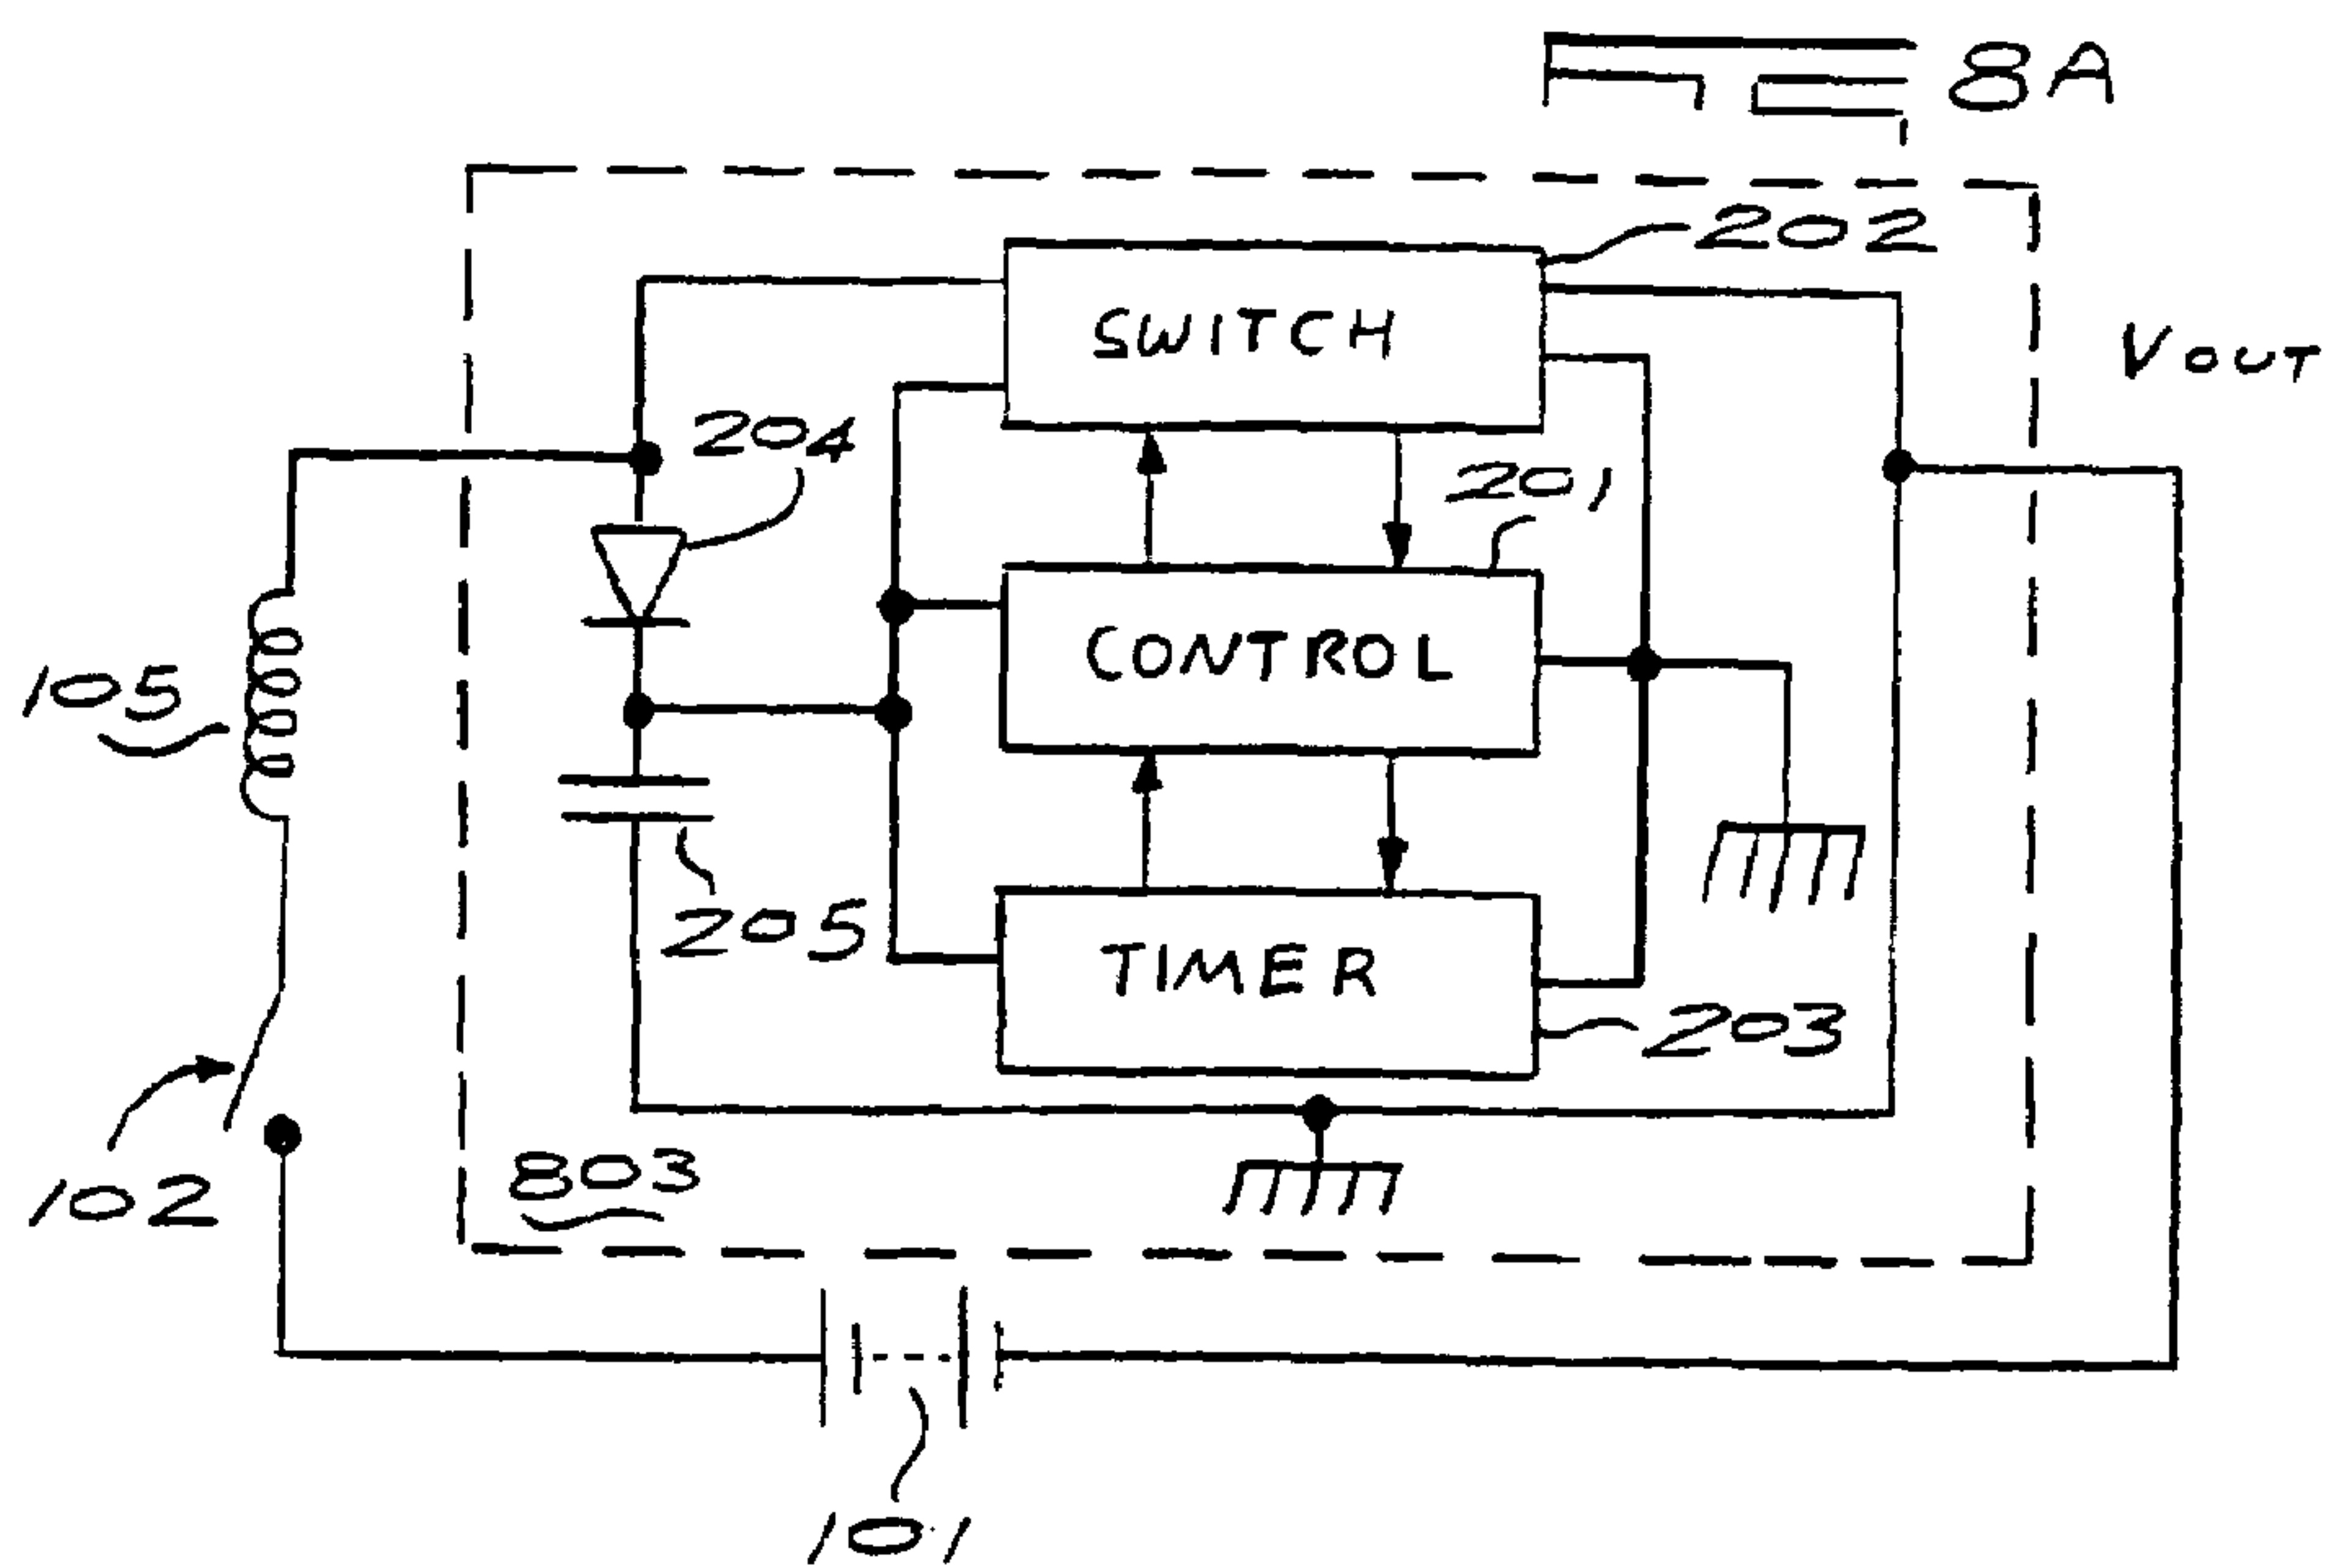 FIG. 8A
202
SWITCH
VOUT
204
201
105
CONTROL
205
TIMER
203
102
803
101